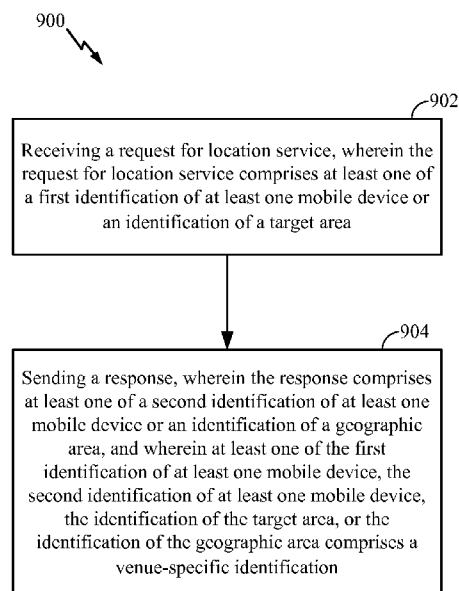 900
902
Receiving a request for location service, wherein the
request for location service comprises at least one of
a first identification of at least one mobile device or
an identification of a target area
904
Sending a response, wherein the response comprises
at least one of a second identification of at least one
mobile device or an identification of a geographic
area, and wherein at least one of the first
identification of at least one mobile device, the
second identification of at least one mobile device,
the identification of the target area, or the
identification of the geographic area comprises a
venue-specific identification